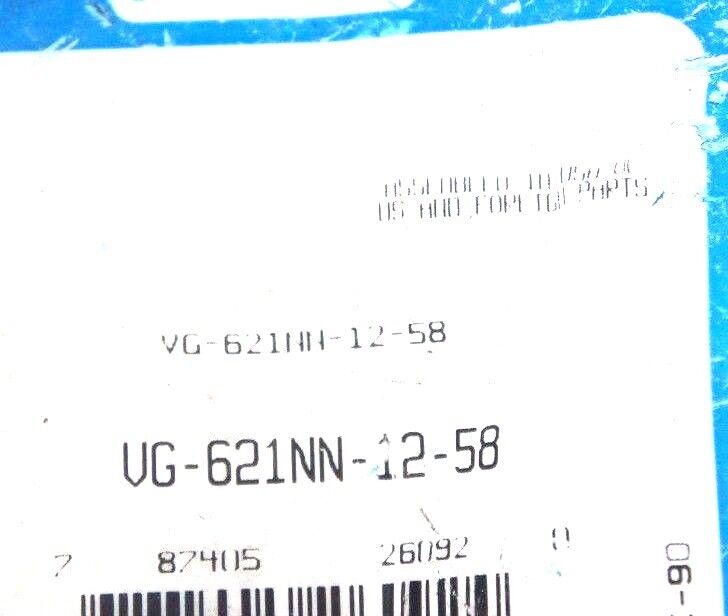 ASSEMBLED IN USA OF
US AND FOREIGN PARTS
VG-621NN-12-58
VG-621NN-12-58
7 87405 26092 0
06-